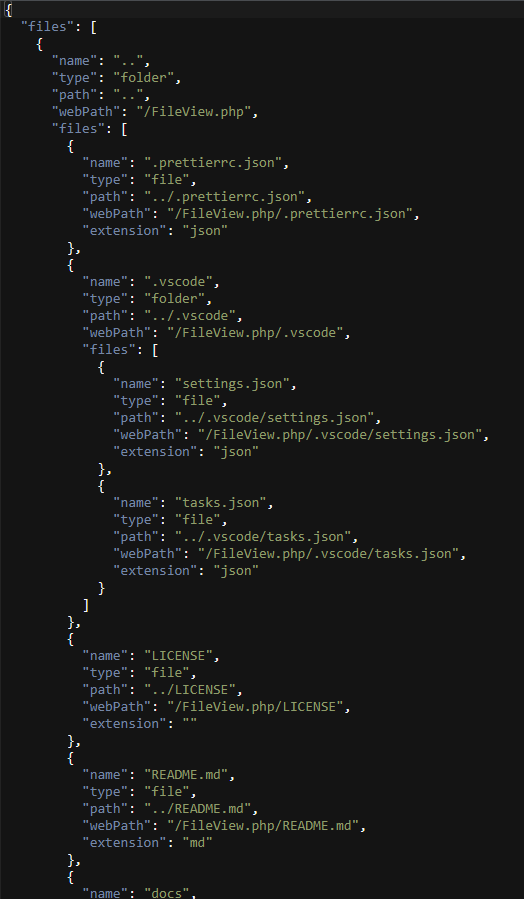 {
  "files": [
    {
      "name": "..",
      "type": "folder",
      "path": "..",
      "webPath": "/FileView.php",
      "files": [
        {
          "name": ".prettierrc.json",
          "type": "file",
          "path": "../.prettierrc.json",
          "webPath": "/FileView.php/.prettierrc.json",
          "extension": "json"
        },
        {
          "name": ".vscode",
          "type": "folder",
          "path": "../.vscode",
          "webPath": "/FileView.php/.vscode",
          "files": [
            {
              "name": "settings.json",
              "type": "file",
              "path": "../.vscode/settings.json",
              "webPath": "/FileView.php/.vscode/settings.json",
              "extension": "json"
            },
            {
              "name": "tasks.json",
              "type": "file",
              "path": "../.vscode/tasks.json",
              "webPath": "/FileView.php/.vscode/tasks.json",
              "extension": "json"
            }
          ]
        },
        {
          "name": "LICENSE",
          "type": "file",
          "path": "../LICENSE",
          "webPath": "/FileView.php/LICENSE",
          "extension": ""
        },
        {
          "name": "README.md",
          "type": "file",
          "path": "../README.md",
          "webPath": "/FileView.php/README.md",
          "extension": "md"
        },
        {
          "name": "docs",